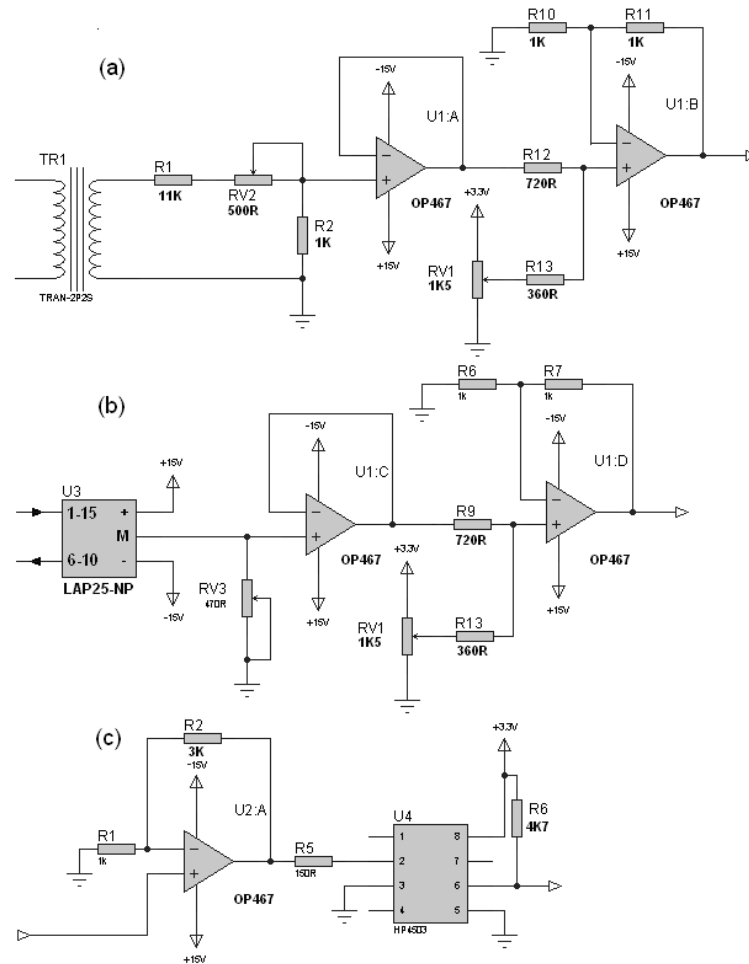 (a)
R10
1K
R11
1K
-15V
U1:A
-15V
U1:B
TR1
R1
11K
RV2
500R
R2
1K
OP467
+15V
R12
720R
OP467
+3.3V
+15V
RV1
1K5
R13
360R
TRAN-2P2S
(b)
R6
1k
R7
1k
-15V
U1:C
-15V
U1:D
+15V
U3
1-15 +
M
6-10 -
LAP25-NP
-15V
RV3
470R
OP467
+15V
R9
720R
OP467
+3.3V
+15V
RV1
1K5
R13
360R
(c)
R2
3K
-15V
U2:A
+3.3V
R1
1k
R5
150R
U4
R6
4K7
1 8
2 7
3 6
4 5
OP467
HP4503
+15V